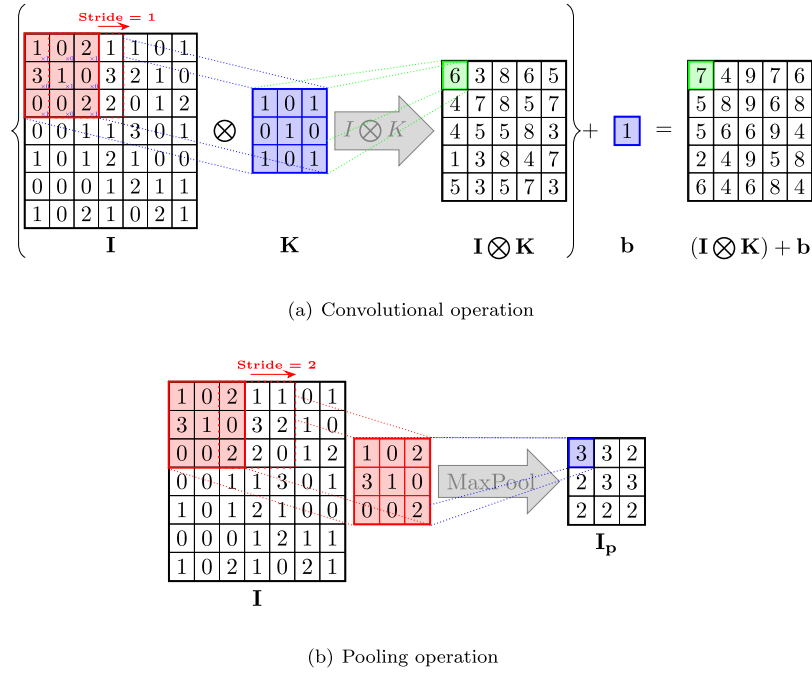 Stride = 1
1 0 2 1 1 0 1
3 1 0 3 2 1 0
0 0 2 2 0 1 2
0 0 1 1 3 0 1
1 0 1 2 1 0 0
0 0 0 1 2 1 1
1 0 2 1 0 2 1
I
⊗
1 0 1
0 1 0
1 0 1
K
I ⊗ K
6 3 8 6 5
4 7 8 5 7
4 5 5 8 3
1 3 8 4 7
5 3 5 7 3
I ⊗ K
+
1
b
=
7 4 9 7 6
5 8 9 6 8
5 6 6 9 4
2 4 9 5 8
6 4 6 8 4
(I ⊗ K) + b
(a) Convolutional operation
Stride = 2
1 0 2 1 1 0 1
3 1 0 3 2 1 0
0 0 2 2 0 1 2
0 0 1 1 3 0 1
1 0 1 2 1 0 0
0 0 0 1 2 1 1
1 0 2 1 0 2 1
I
1 0 2
3 1 0
0 0 2
MaxPool
3 3 2
2 3 3
2 2 2
Ip
(b) Pooling operation